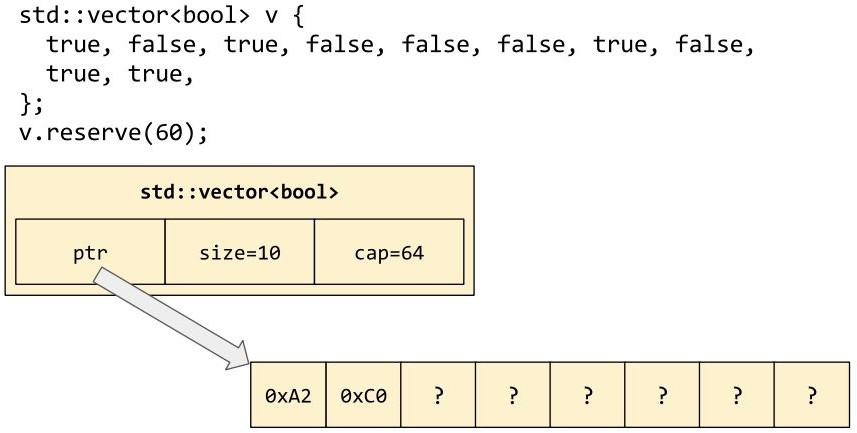 std::vector<bool> v {
  true, false, true, false, false, false, true, false,
  true, true,
};
v.reserve(60);
std::vector<bool>
ptr size=10 cap=64
0xA2 0xC0 ? ? ? ? ? ?